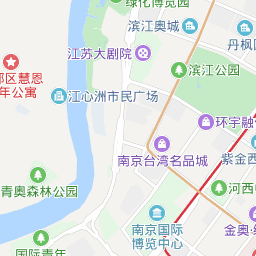 绿化博览园
滨江奥城
丹枫园
江苏大剧院
滨江公园
郊区慧恩
年公寓
江心洲市民广场
环宇融
南京台湾名品城
紫金西
青奥森林公园
河西
南京国际
博览中心
金奥·
国际青年